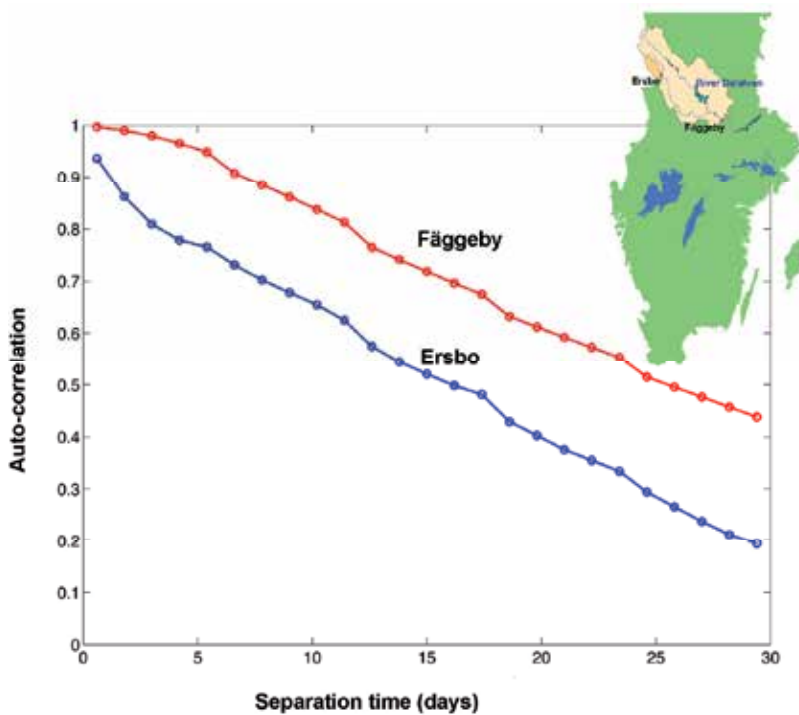 Ersbo
River Dalälven
Fäggeby
1
0.9
0.8
0.7
0.6
0.5
0.4
0.3
0.2
0.1
0
Auto-correlation
Fäggeby
Ersbo
0 5 10 15 20 25 30
Separation time (days)